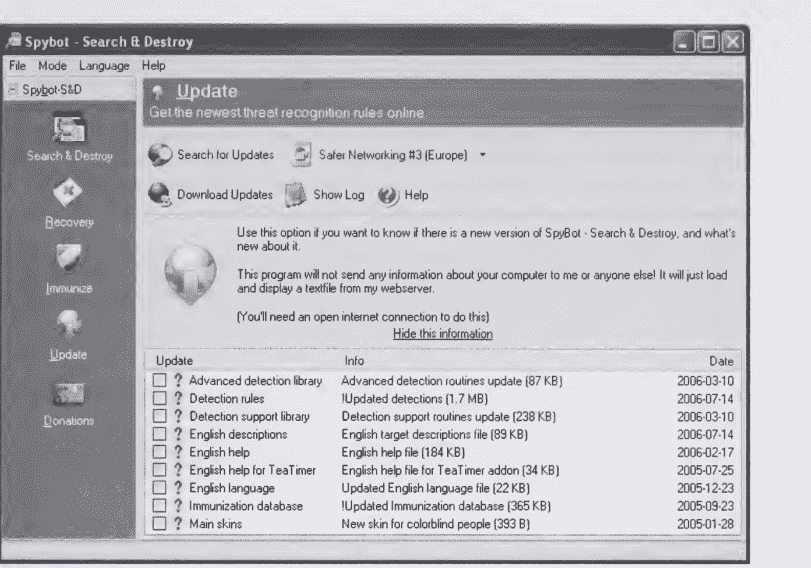 Spybot - Search & Destroy
File Mode Language Help
Spybot-S&D
Update
Get the newest threat recognition rules online
Search & Destroy
Recovery
Immunize
Update
Donations
Search for Updates Safer Networking #3 (Europe)
Download Updates Show Log Help
Use this option if you want to know if there is a new version of SpyBot - Search & Destroy, and what's
new about it.
This program will not send any information about your computer to me or anyone else! It will just load
and display a textfile from my webserver.
(You'll need an open internet connection to do this)
Hide this information
Update Info Date
? Advanced detection library Advanced detection routines update (87 KB) 2006-03-10
? Detection rules !Updated detections (1.7 MB) 2006-07-14
? Detection support library Detection support routines update (238 KB) 2006-03-10
? English descriptions English target descriptions file (89 KB) 2006-07-14
? English help English help file (184 KB) 2006-02-17
? English help for TeaTimer English help file for TeaTimer addon (34 KB) 2005-07-25
? English language Updated English language file (22 KB) 2005-12-23
? Immunization database !Updated Immunization database (365 KB) 2005-09-23
? Main skins New skin for colorblind people (393 B) 2005-01-28